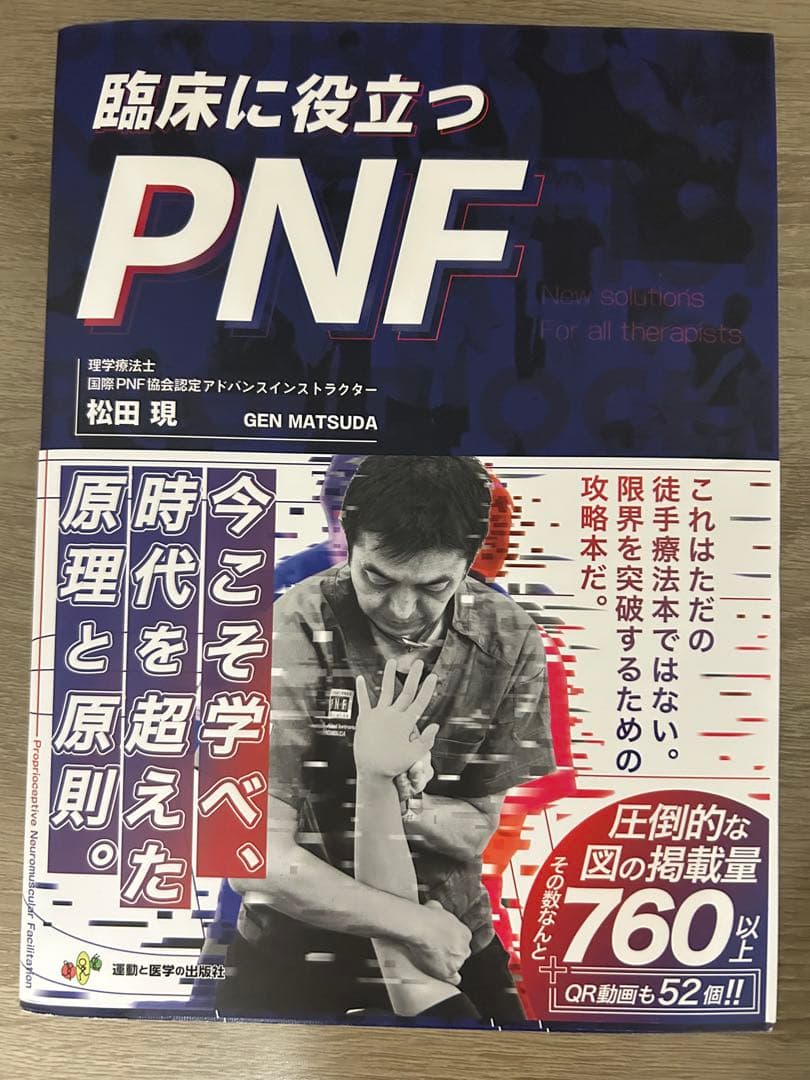 臨床に役立つ
PNF
New solutions
For all therapists
理学療法士
国際PNF協会認定アドバンスインストラクター
松田 現 GEN MATSUDA
これはただの
徒手療法本ではない。
限界を突破するための
攻略本だ。
今こそ学べ、
時代を超えた
原理と原則。
Proprioceptive Neuromuscular Facilitation
圧倒的な
図の掲載量
その数なんと
760以上
+
QR動画も52個!!
運動と医学の出版社